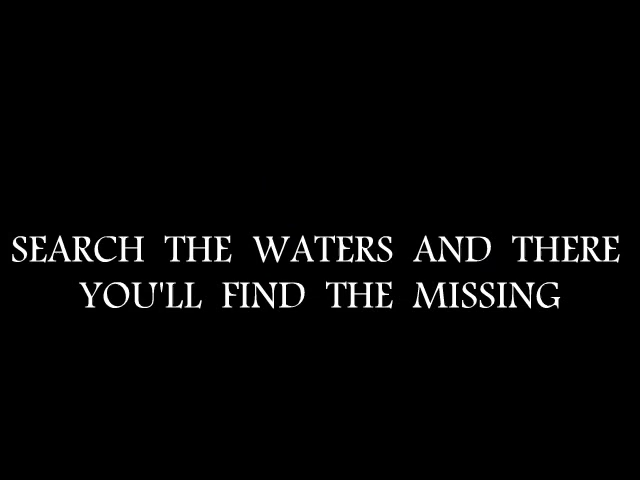 SEARCH THE WATERS AND THERE
YOU'LL FIND THE MISSING